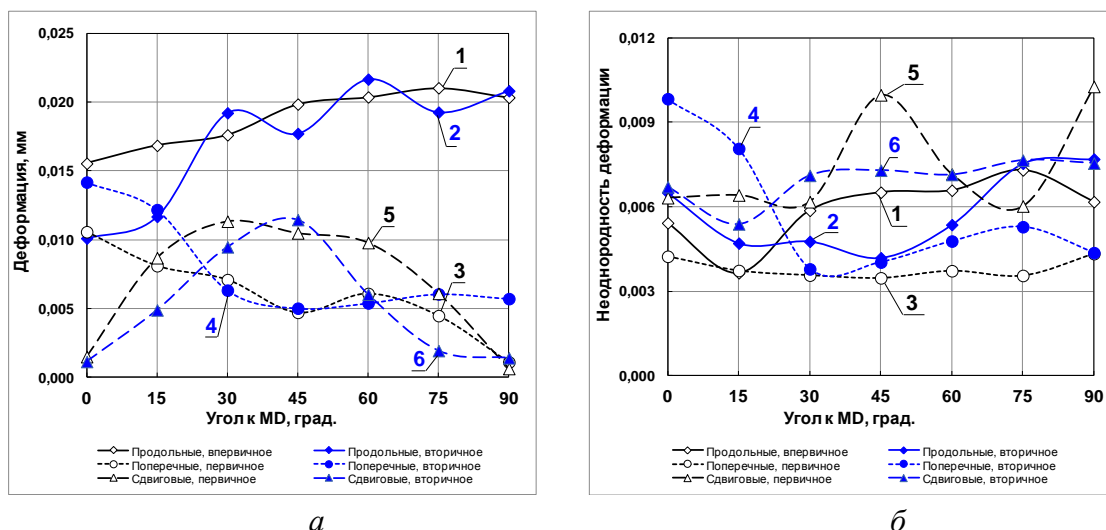 0,025
0,020
0,015
0,010
0,005
0,000
Деформация, мм
1
2
5
3
4
6
0 15 30 45 60 75 90
Угол к MD, град.
Продольные, впервичное
Продольные, вторичное
Поперечные, первичное
Поперечные, вторичное
Сдвиговые, первичное
Сдвиговые, вторичное
а
0,012
0,009
0,006
0,003
0,000
Неоднородность деформации
5
4
6
1
2
3
0 15 30 45 60 75 90
Угол к MD, град.
Продольные, впервичное
Продольные, вторичное
Поперечные, первичное
Поперечные, вторичное
Сдвиговые, первичное
Сдвиговые, вторичное
б